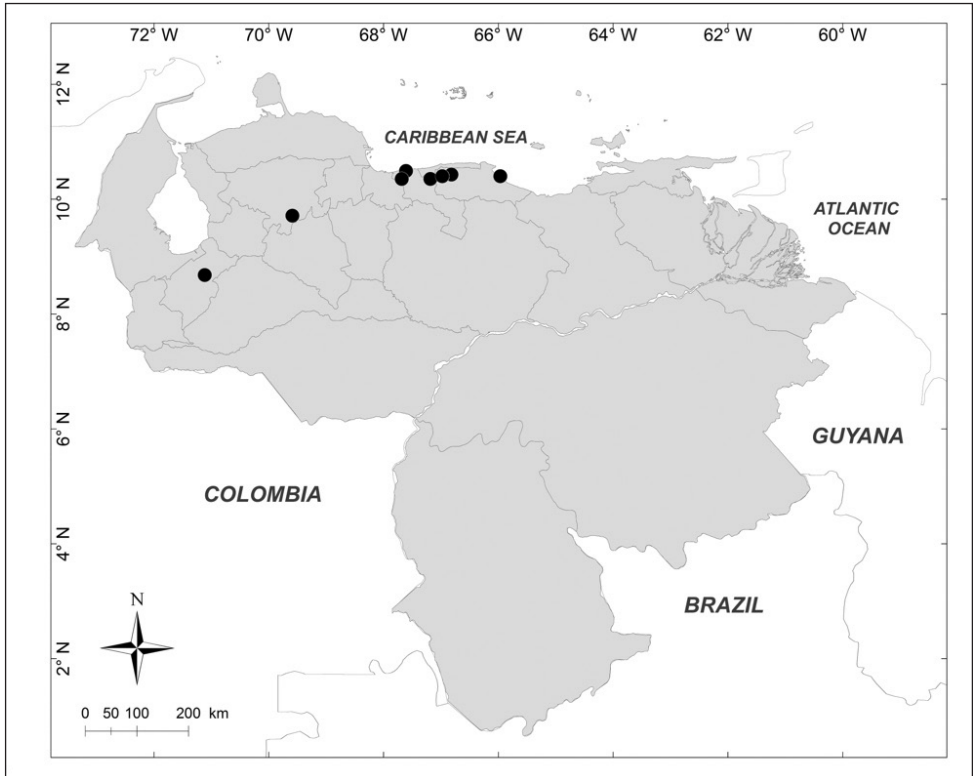 72° W 70° W 68° W 66° W 64° W 62° W 60° W
12° N
10° N
8° N
6° N
4° N
2° N
CARIBBEAN SEA
ATLANTIC
OCEAN
GUYANA
COLOMBIA
BRAZIL
N
0 50 100 200 km